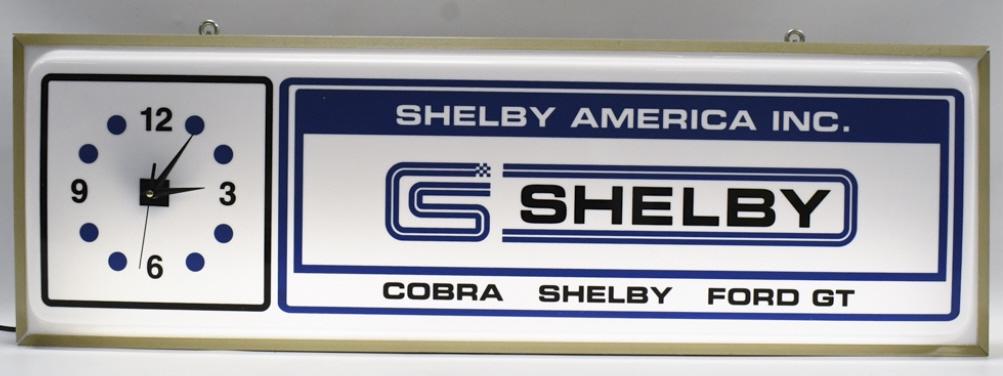 12
9 3
6
SHELBY AMERICA INC.
S SHELBY
COBRA SHELBY FORD GT